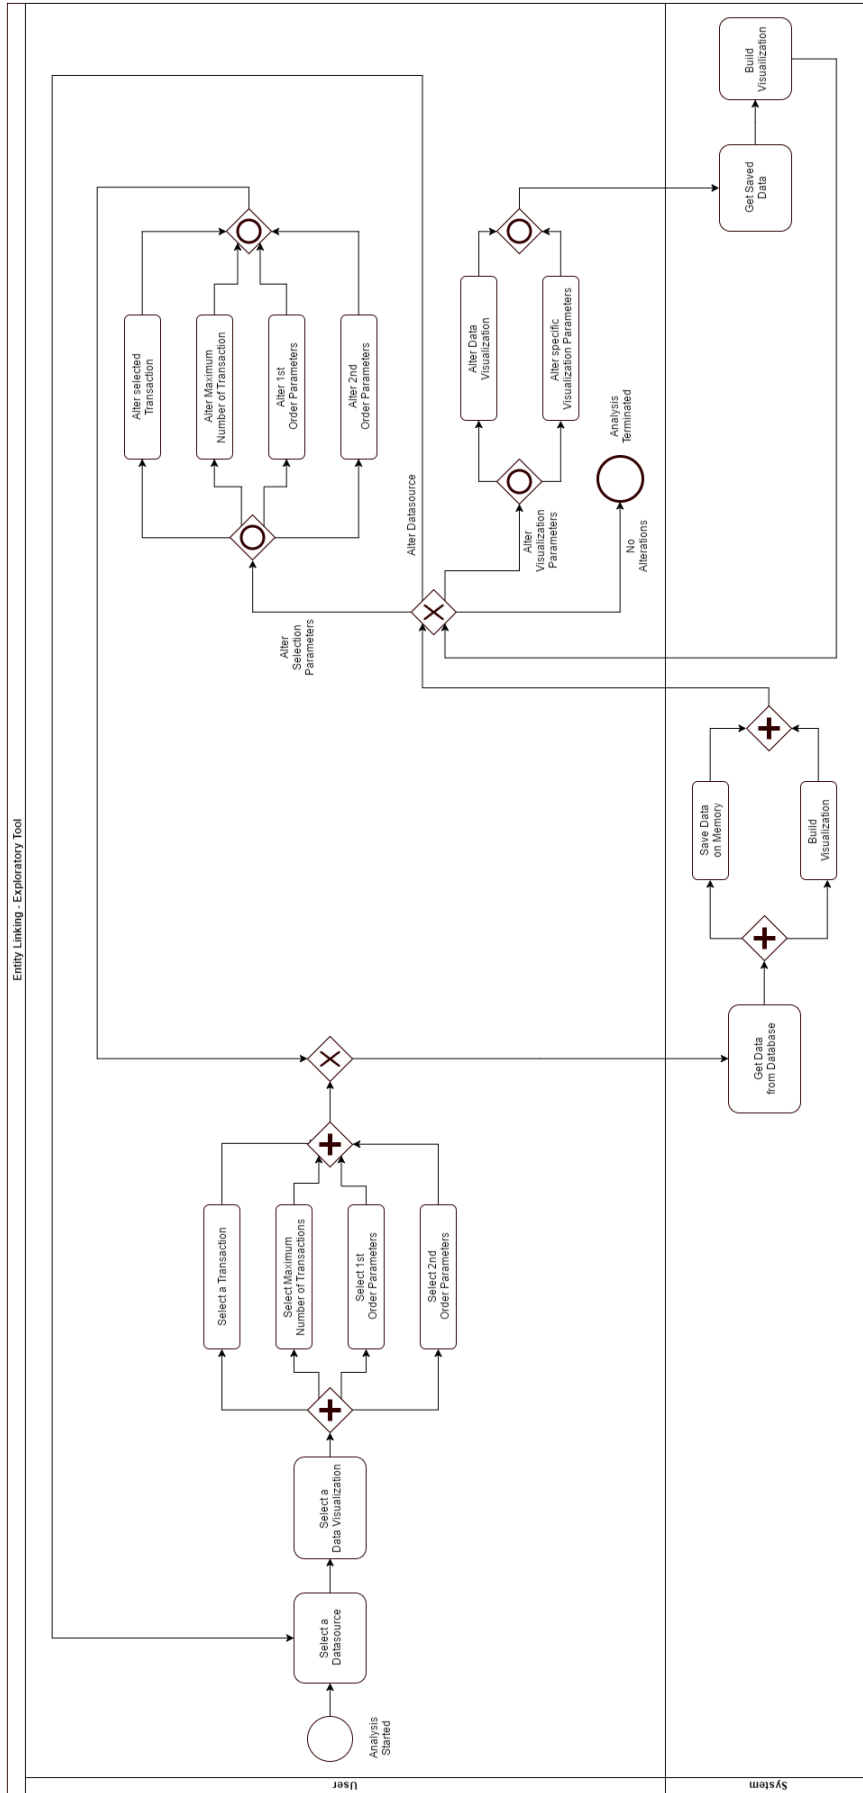 Entity Linking - Exploratory Tool
User
System
Analysis
Started
Select a
Datasource
Select a
Data Visualization
Select a Transaction
Select Maximum
Number of Transactions
Select 1st
Order Parameters
Select 2nd
Order Parameters
Get Data
from Database
Save Data
on Memory
Build
Visualization
Alter
Selection
Parameters
Alter Datasource
Alter
Visualization
Parameters
No
Alterations
Alter selected
Transaction
Alter Maximum
Number of Transaction
Alter 1st
Order Parameters
Alter 2nd
Order Parameters
Alter Data
Visualization
Alter specific
Visualization Parameters
Analysis
Terminated
Get Saved
Data
Build
Visuailization